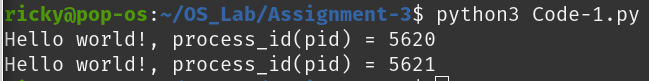 ricky@pop-os:~/OS_Lab/Assignment-3$ python3 Code-1.py
Hello world!, process_id(pid) = 5620
Hello world!, process_id(pid) = 5621